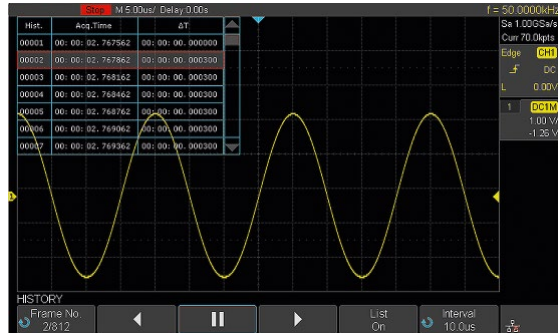 Stop M 5.00us/ Delay:0.00s f = 50.0000kHz
Sa 1.00GSa/s
Curr 70.0kpts
Edge CH1
DC
L 0.00V
1 DC1M
1.00 V/
-1.26 V
Hist. Acq.Time ΔT
00001 00: 00: 02. 767562 00: 00: 00. 000000
00002 00: 00: 02. 767862 00: 00: 00. 000300
00003 00: 00: 02. 768162 00: 00: 00. 000300
00004 00: 00: 02. 768462 00: 00: 00. 000300
00005 00: 00: 02. 768762 00: 00: 00. 000300
00006 00: 00: 02. 769062 00: 00: 00. 000300
00007 00: 00: 02. 769362 00: 00: 00. 000300
1
HISTORY
Frame No. List Interval
2/812 On 10.0us